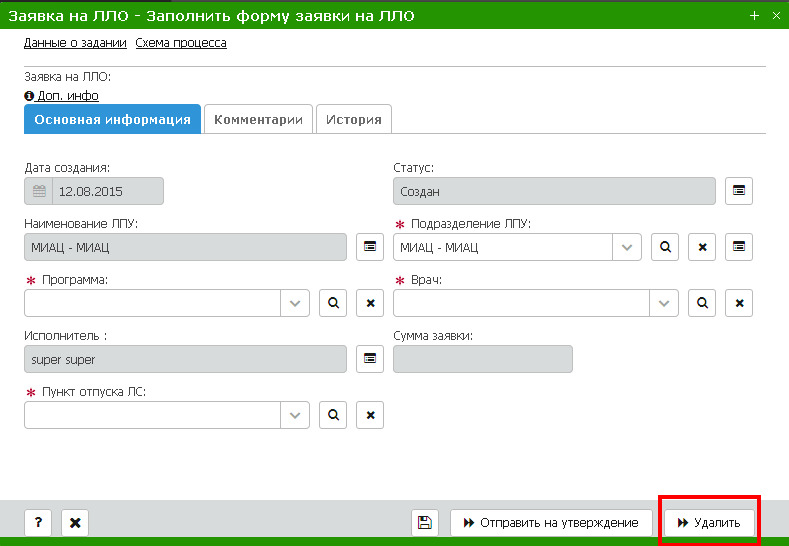 Заявка на ЛЛО - Заполнить форму заявки на ЛЛО
Данные о задании Схема процесса
Заявка на ЛЛО:
Доп. инфо
Основная информация Комментарии История
Дата создания: Статус:
12.08.2015 Создан
Наименование ЛПУ: * Подразделение ЛПУ:
МИАЦ - МИАЦ МИАЦ - МИАЦ
* Программа: * Врач:
Исполнитель : Сумма заявки:
super super
* Пункт отпуска ЛС:
? Отправить на утверждение Удалить